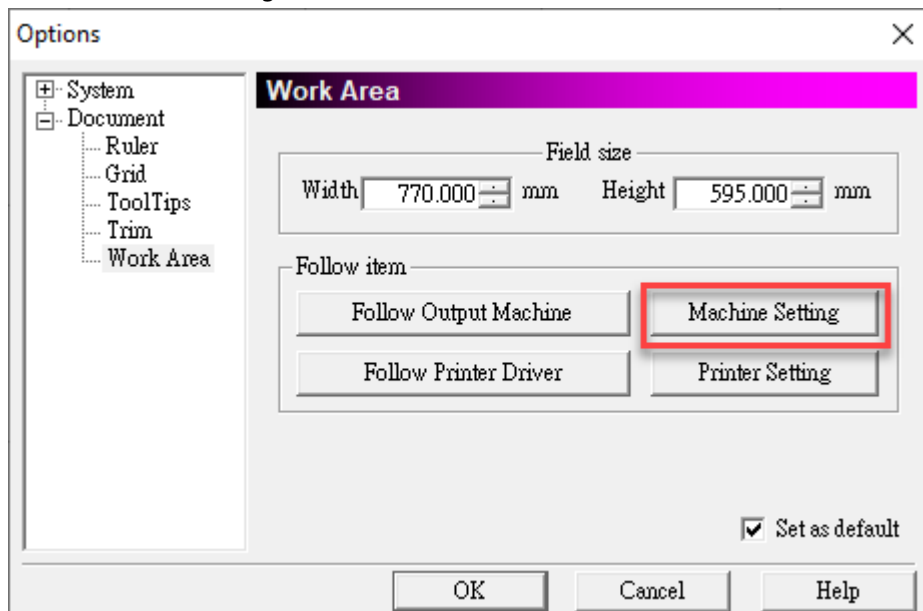 Options
System
Document
Ruler
Grid
ToolTips
Trim
Work Area
Work Area
Field size
Width 770.000 mm Height 595.000 mm
Follow item
Follow Output Machine Machine Setting
Follow Printer Driver Printer Setting
Set as default
OK Cancel Help